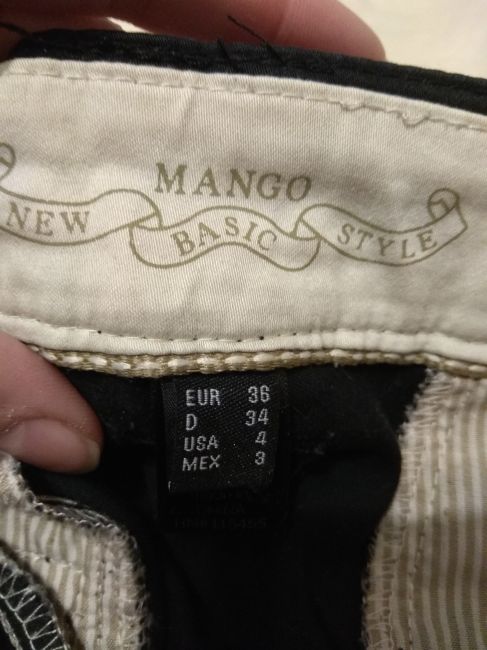 MANGO
NEW BASIC STYLE
EUR 36
D 34
USA 4
MEX 3